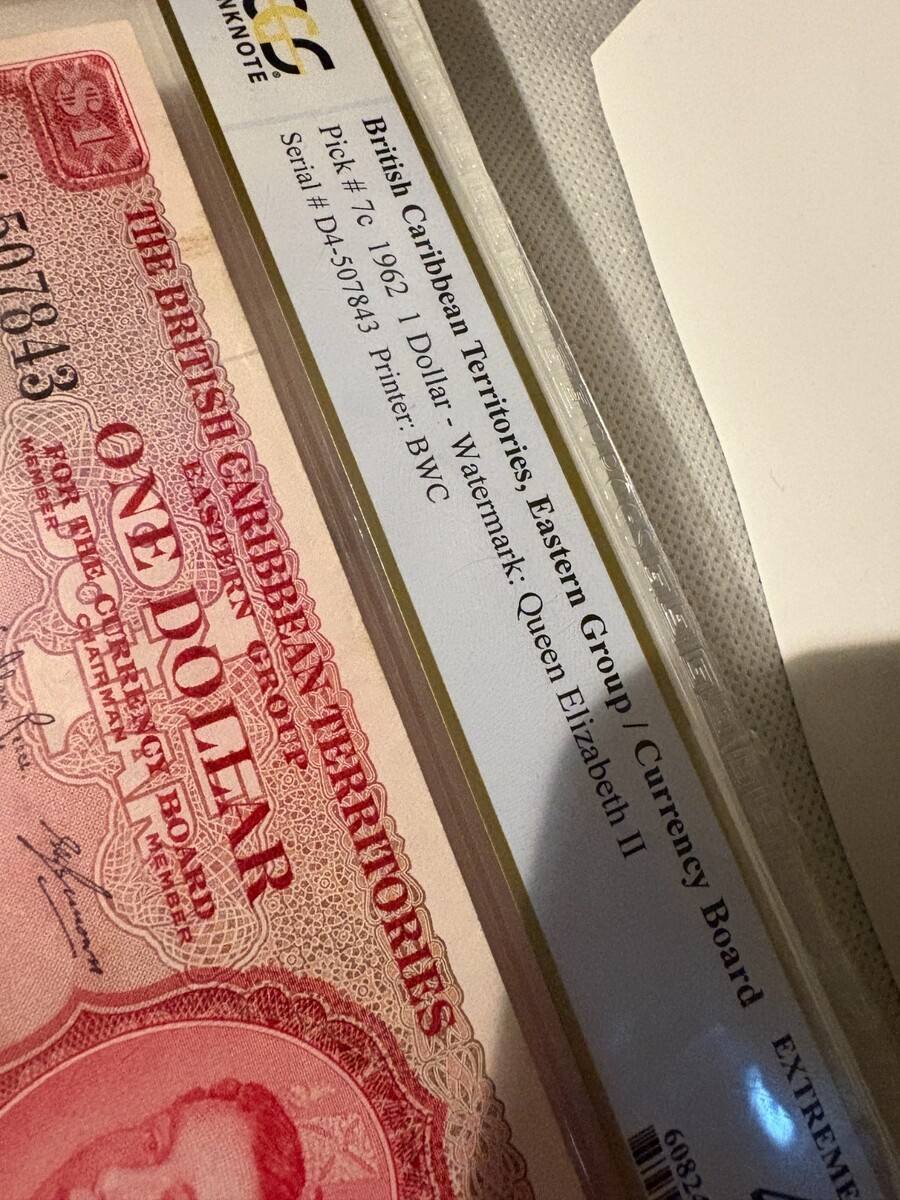 BANKNOTE
British Caribbean Territories, Eastern Group / Currency Board
Pick # 7c 1962 1 Dollar - Watermark: Queen Elizabeth II
Serial # D4-507843 Printer: BWC
$1
507843
THE BRITISH CARIBBEAN TERRITORIES
EASTERN GROUP
ONE DOLLAR
FOR THE CURRENCY BOARD
MEMBER
CHAIRMAN
MEMBER